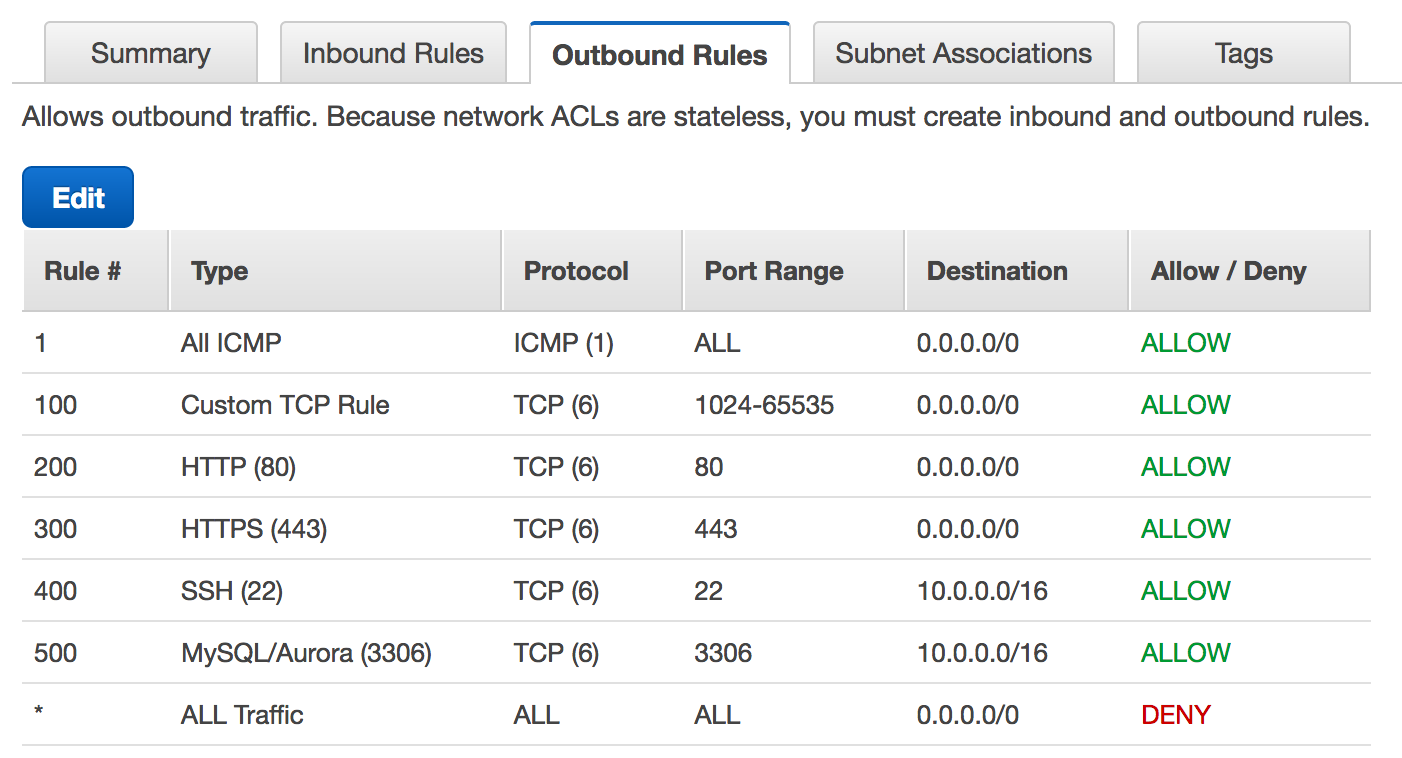 Summary Inbound Rules Outbound Rules Subnet Associations Tags
Allows outbound traffic. Because network ACLs are stateless, you must create inbound and outbound rules.
Edit
Rule # Type Protocol Port Range Destination Allow / Deny
1 All ICMP ICMP (1) ALL 0.0.0.0/0 ALLOW
100 Custom TCP Rule TCP (6) 1024-65535 0.0.0.0/0 ALLOW
200 HTTP (80) TCP (6) 80 0.0.0.0/0 ALLOW
300 HTTPS (443) TCP (6) 443 0.0.0.0/0 ALLOW
400 SSH (22) TCP (6) 22 10.0.0.0/16 ALLOW
500 MySQL/Aurora (3306) TCP (6) 3306 10.0.0.0/16 ALLOW
* ALL Traffic ALL ALL 0.0.0.0/0 DENY